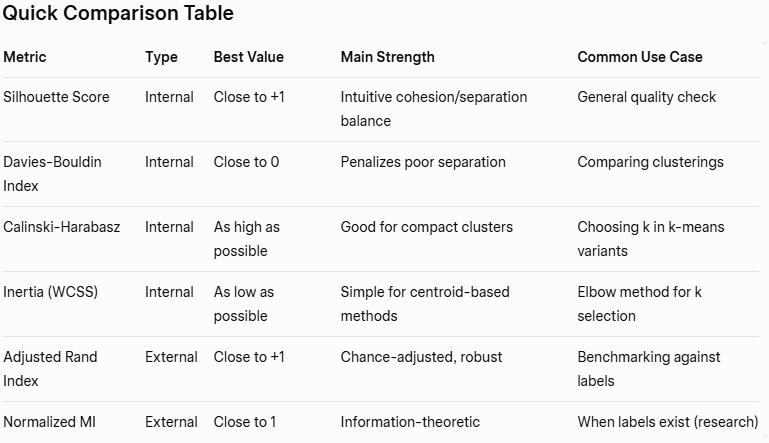 Quick Comparison Table
Metric Type Best Value Main Strength Common Use Case
Silhouette Score Internal Close to +1 Intuitive cohesion/separation General quality check
balance
Davies-Bouldin Internal Close to 0 Penalizes poor separation Comparing clusterings
Index
Calinski-Harabasz Internal As high as Good for compact clusters Choosing k in k-means
possible variants
Inertia (WCSS) Internal As low as Simple for centroid-based Elbow method for k
possible methods selection
Adjusted Rand External Close to +1 Chance-adjusted, robust Benchmarking against
Index labels
Normalized MI External Close to 1 Information-theoretic When labels exist (research)